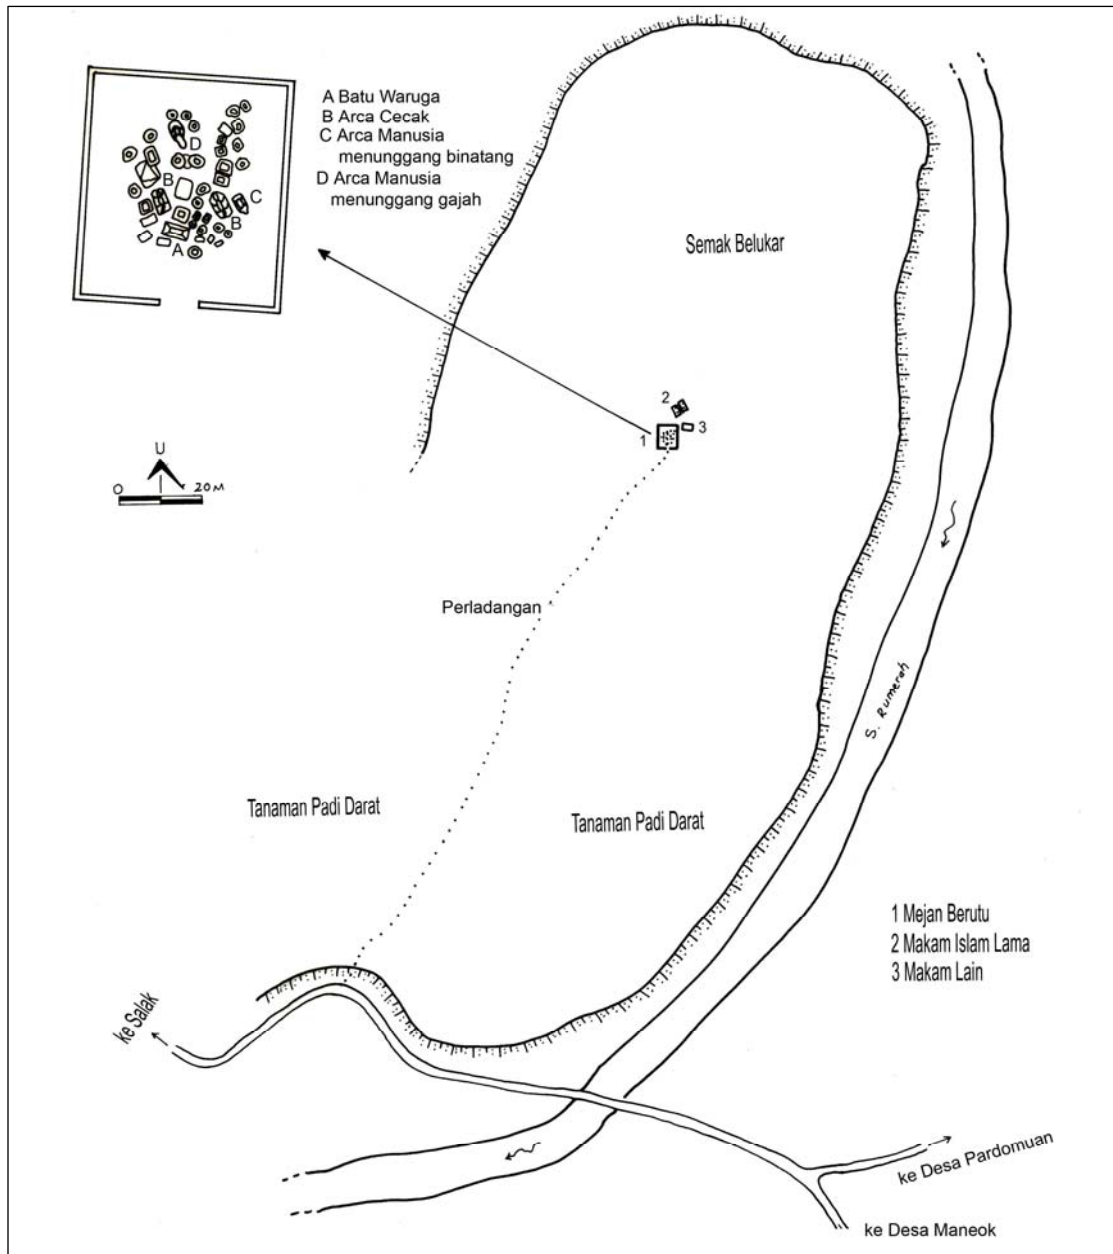 A Batu Waruga
B Arca Cecak
C Arca Manusia
menunggang binatang
D Arca Manusia
menunggang gajah
D
B
C
B
A
Semak Belukar
2
3
1
U
0 20 M
Perladangan
S. Rumerah
Tanaman Padi Darat
Tanaman Padi Darat
1 Mejan Berutu
2 Makam Islam Lama
3 Makam Lain
ke Salak
ke Desa Pardomuan
ke Desa Maneok